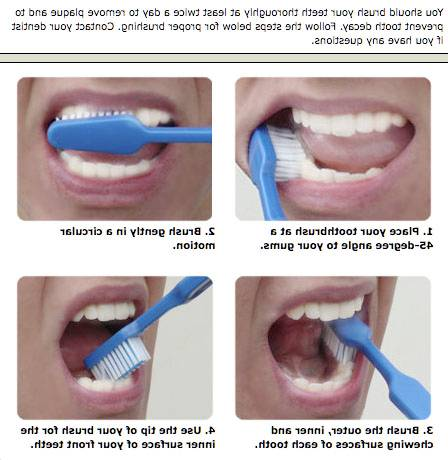 You should brush your teeth thoroughly at least twice a day to remove plaque and to
prevent tooth decay. Follow the steps below for proper brushing. Contact your dentist
if you have any questions.
1. Place your toothbrush at a
45-degree angle to your gums.
2. Brush gently in a circular
motion.
3. Brush the outer, inner, and
chewing surfaces of each tooth.
4. Use the tip of your brush for the
inner surface of your front teeth.